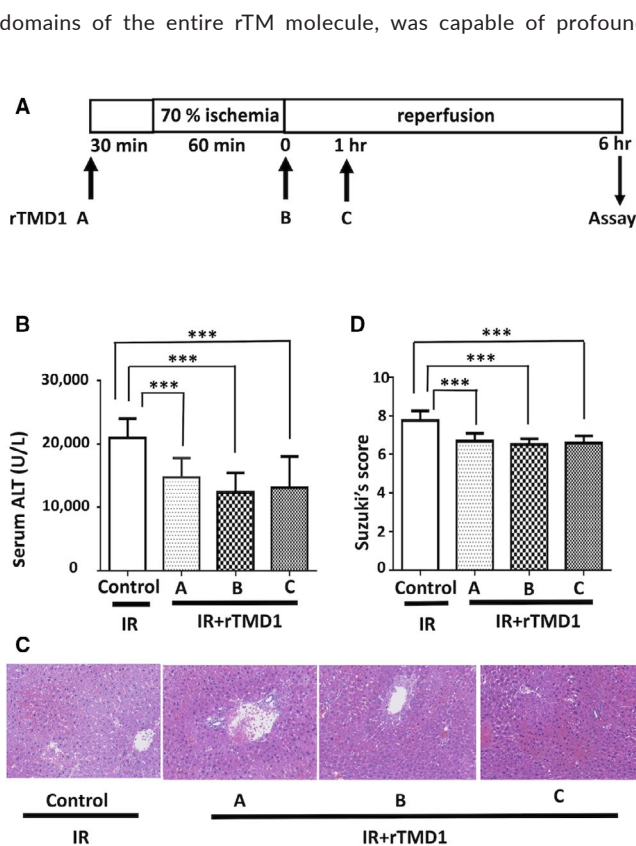 domains of the entire rTM molecule, was capable of profoun
A
70 % ischemia reperfusion
30 min 60 min 0 1 hr 6 hr
rTMD1 A B C Assay
B
serum ALT (U/L)
30,000
20,000
10,000
0
***
***
***
Control A B C
IR IR+rTMD1
D
Suzuki's score
10
8
6
4
2
0
***
***
***
Control A B C
IR IR+rTMD1
C
Control A B C
IR IR+rTMD1